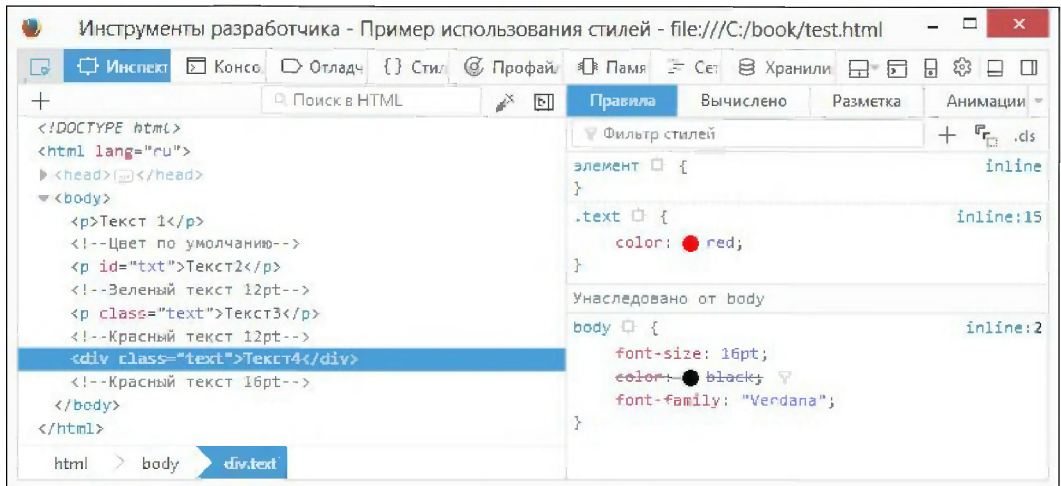 Инструменты разработчика - Пример использования стилей - file:///C:/book/test.html
Инспект Консо Отладч {} Стил Профай Памя Сет Хранили
Поиск в HTML
Правила Вычислено Разметка Анимации
Фильтр стилей + .cls
<!DOCTYPE html>
<html lang="ru">
<head></head>
<body>
<p>Текст 1</p>
<!--Цвет по умолчанию-->
<p id="txt">Текст2</p>
<!--Зеленый текст 12pt-->
<p class="text">Текст3</p>
<!--Красный текст 12pt-->
<div class="text">Текст4</div>
<!--Красный текст 16pt-->
</body>
</html>
html body div.text
элемент { inline
}
.text { inline:15
color: red;
}
Унаследовано от body
body { inline:2
font-size: 16pt;
color: black;
font-family: "Verdana";
}